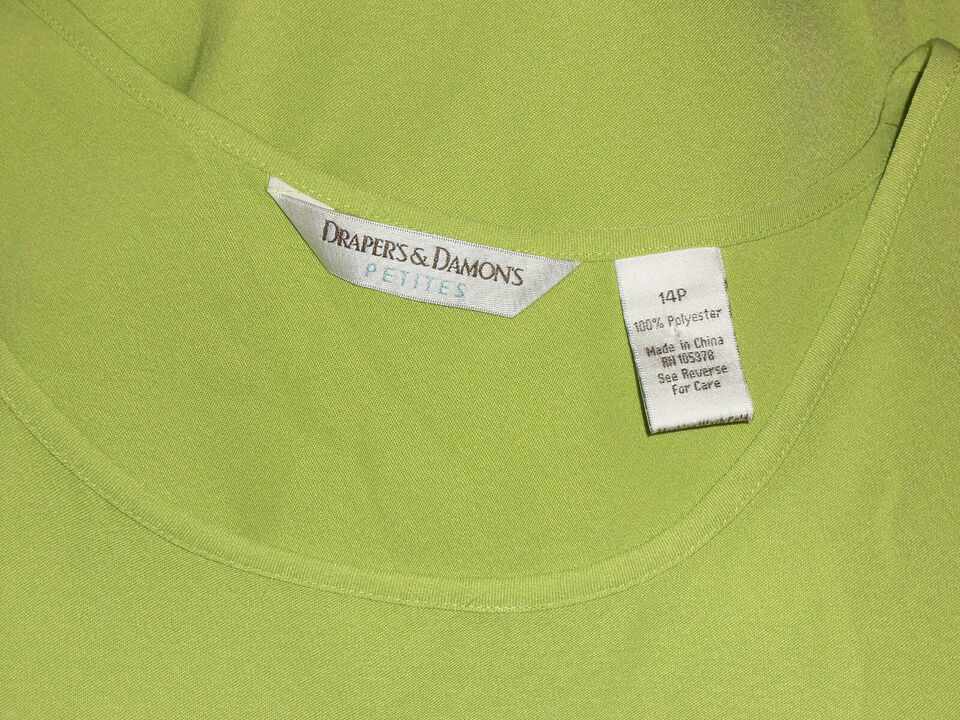 DRAPER'S & DAMON'S
PETITES
14P
100% Polyester
Made in China
RN 105378
See Reverse
For Care